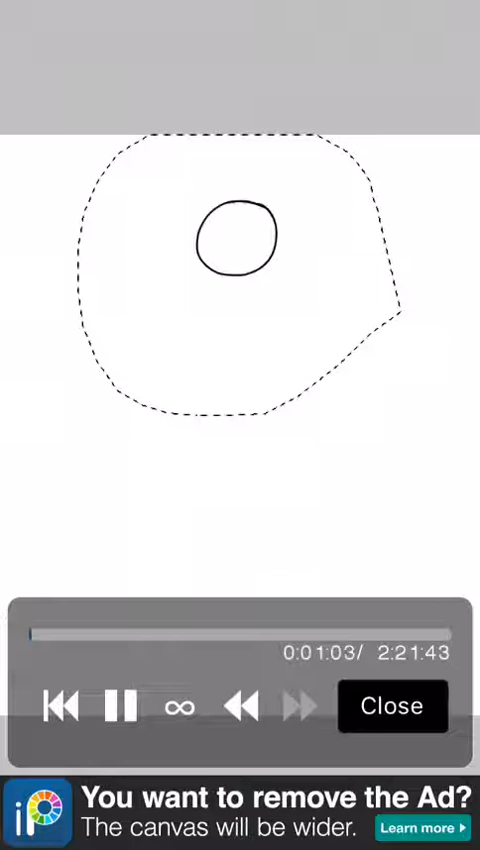 0:01:03/ 2:21:43
Close
iP
You want to remove the Ad?
The canvas will be wider.
Learn more